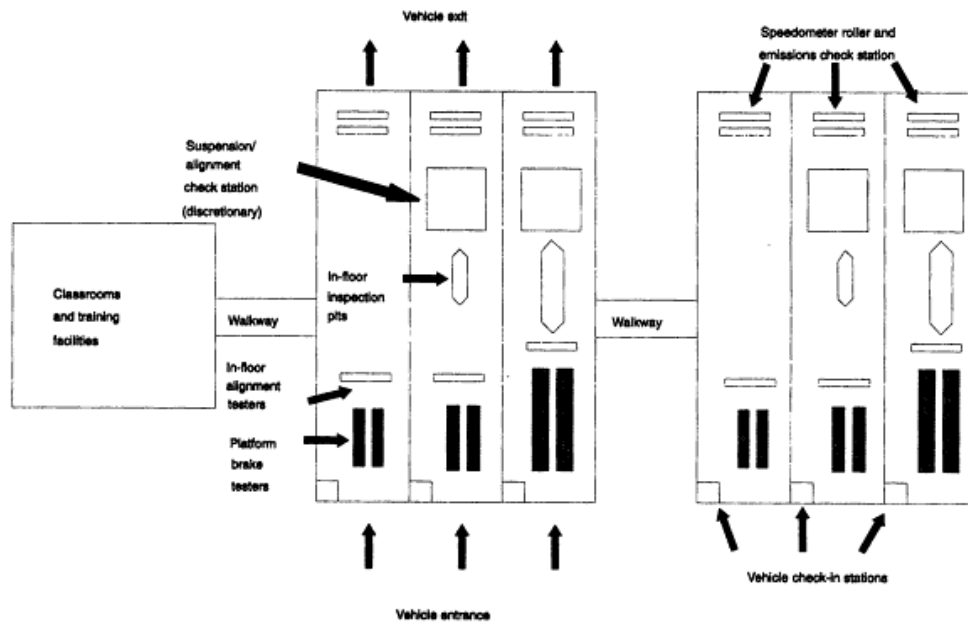 Vehicle exit
Speedometer roller and
emissions check station
Suspension/
alignment
check station
(discretionary)
In-floor
inspection
pits
Classrooms
and training
facilities
Walkway
Walkway
In-floor
alignment
testers
Platform
brake
testers
Vehicle check-in stations
Vehicle entrance